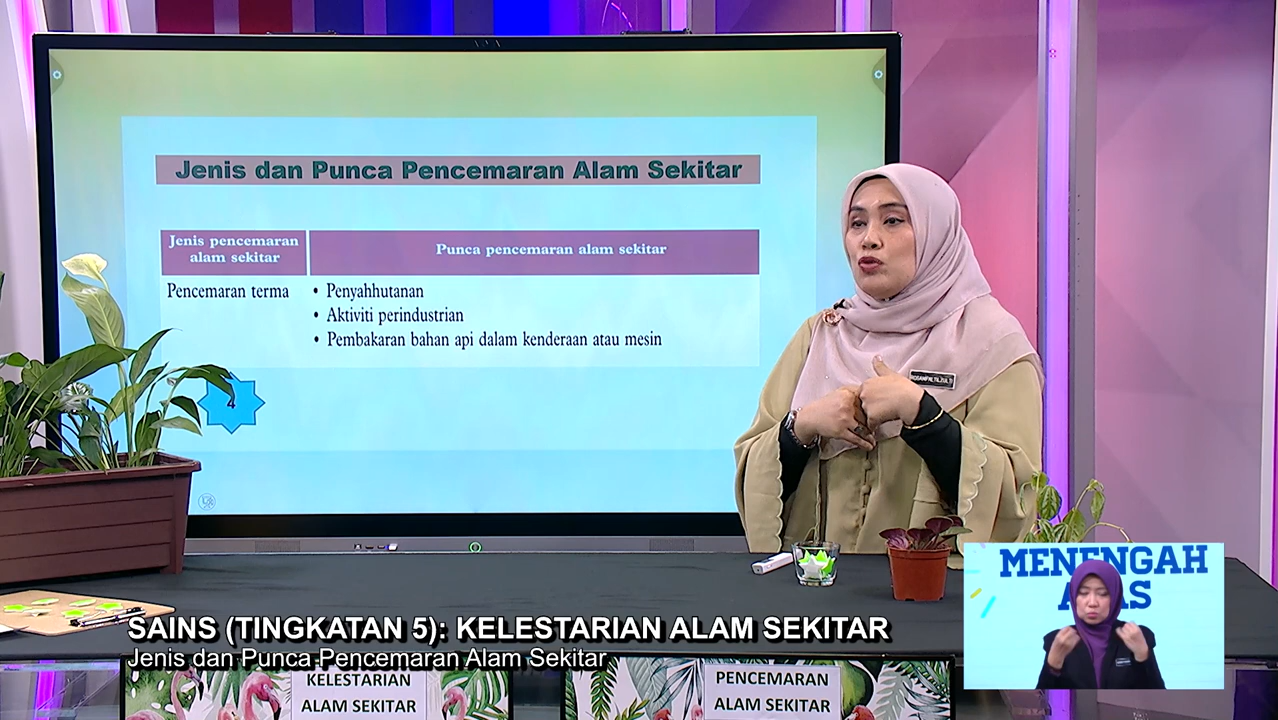 Jenis dan Punca Pencemaran Alam Sekitar
Jenis pencemaran
alam sekitar
Punca pencemaran alam sekitar
Pencemaran terma
• Penyahhutanan
• Aktiviti perindustrian
• Pembakaran bahan api dalam kenderaan atau mesin
4
SAINS (TINGKATAN 5): KELESTARIAN ALAM SEKITAR
Jenis dan Punca Pencemaran Alam Sekitar
KELESTARIAN
ALAM SEKITAR
PENCEMARAN
ALAM SEKITAR
MENENGAH